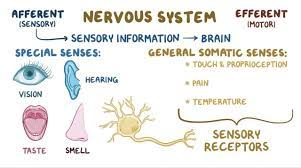 NERVOUS SYSTEM
AFFERENT
(SENSORY)
EFFERENT
(MOTOR)
SENSORY INFORMATION → BRAIN
SPECIAL SENSES:
VISION
HEARING
TASTE
SMELL
GENERAL SOMATIC SENSES:
* TOUCH & PROPRIOCEPTION
* PAIN
* TEMPERATURE
SENSORY
RECEPTORS